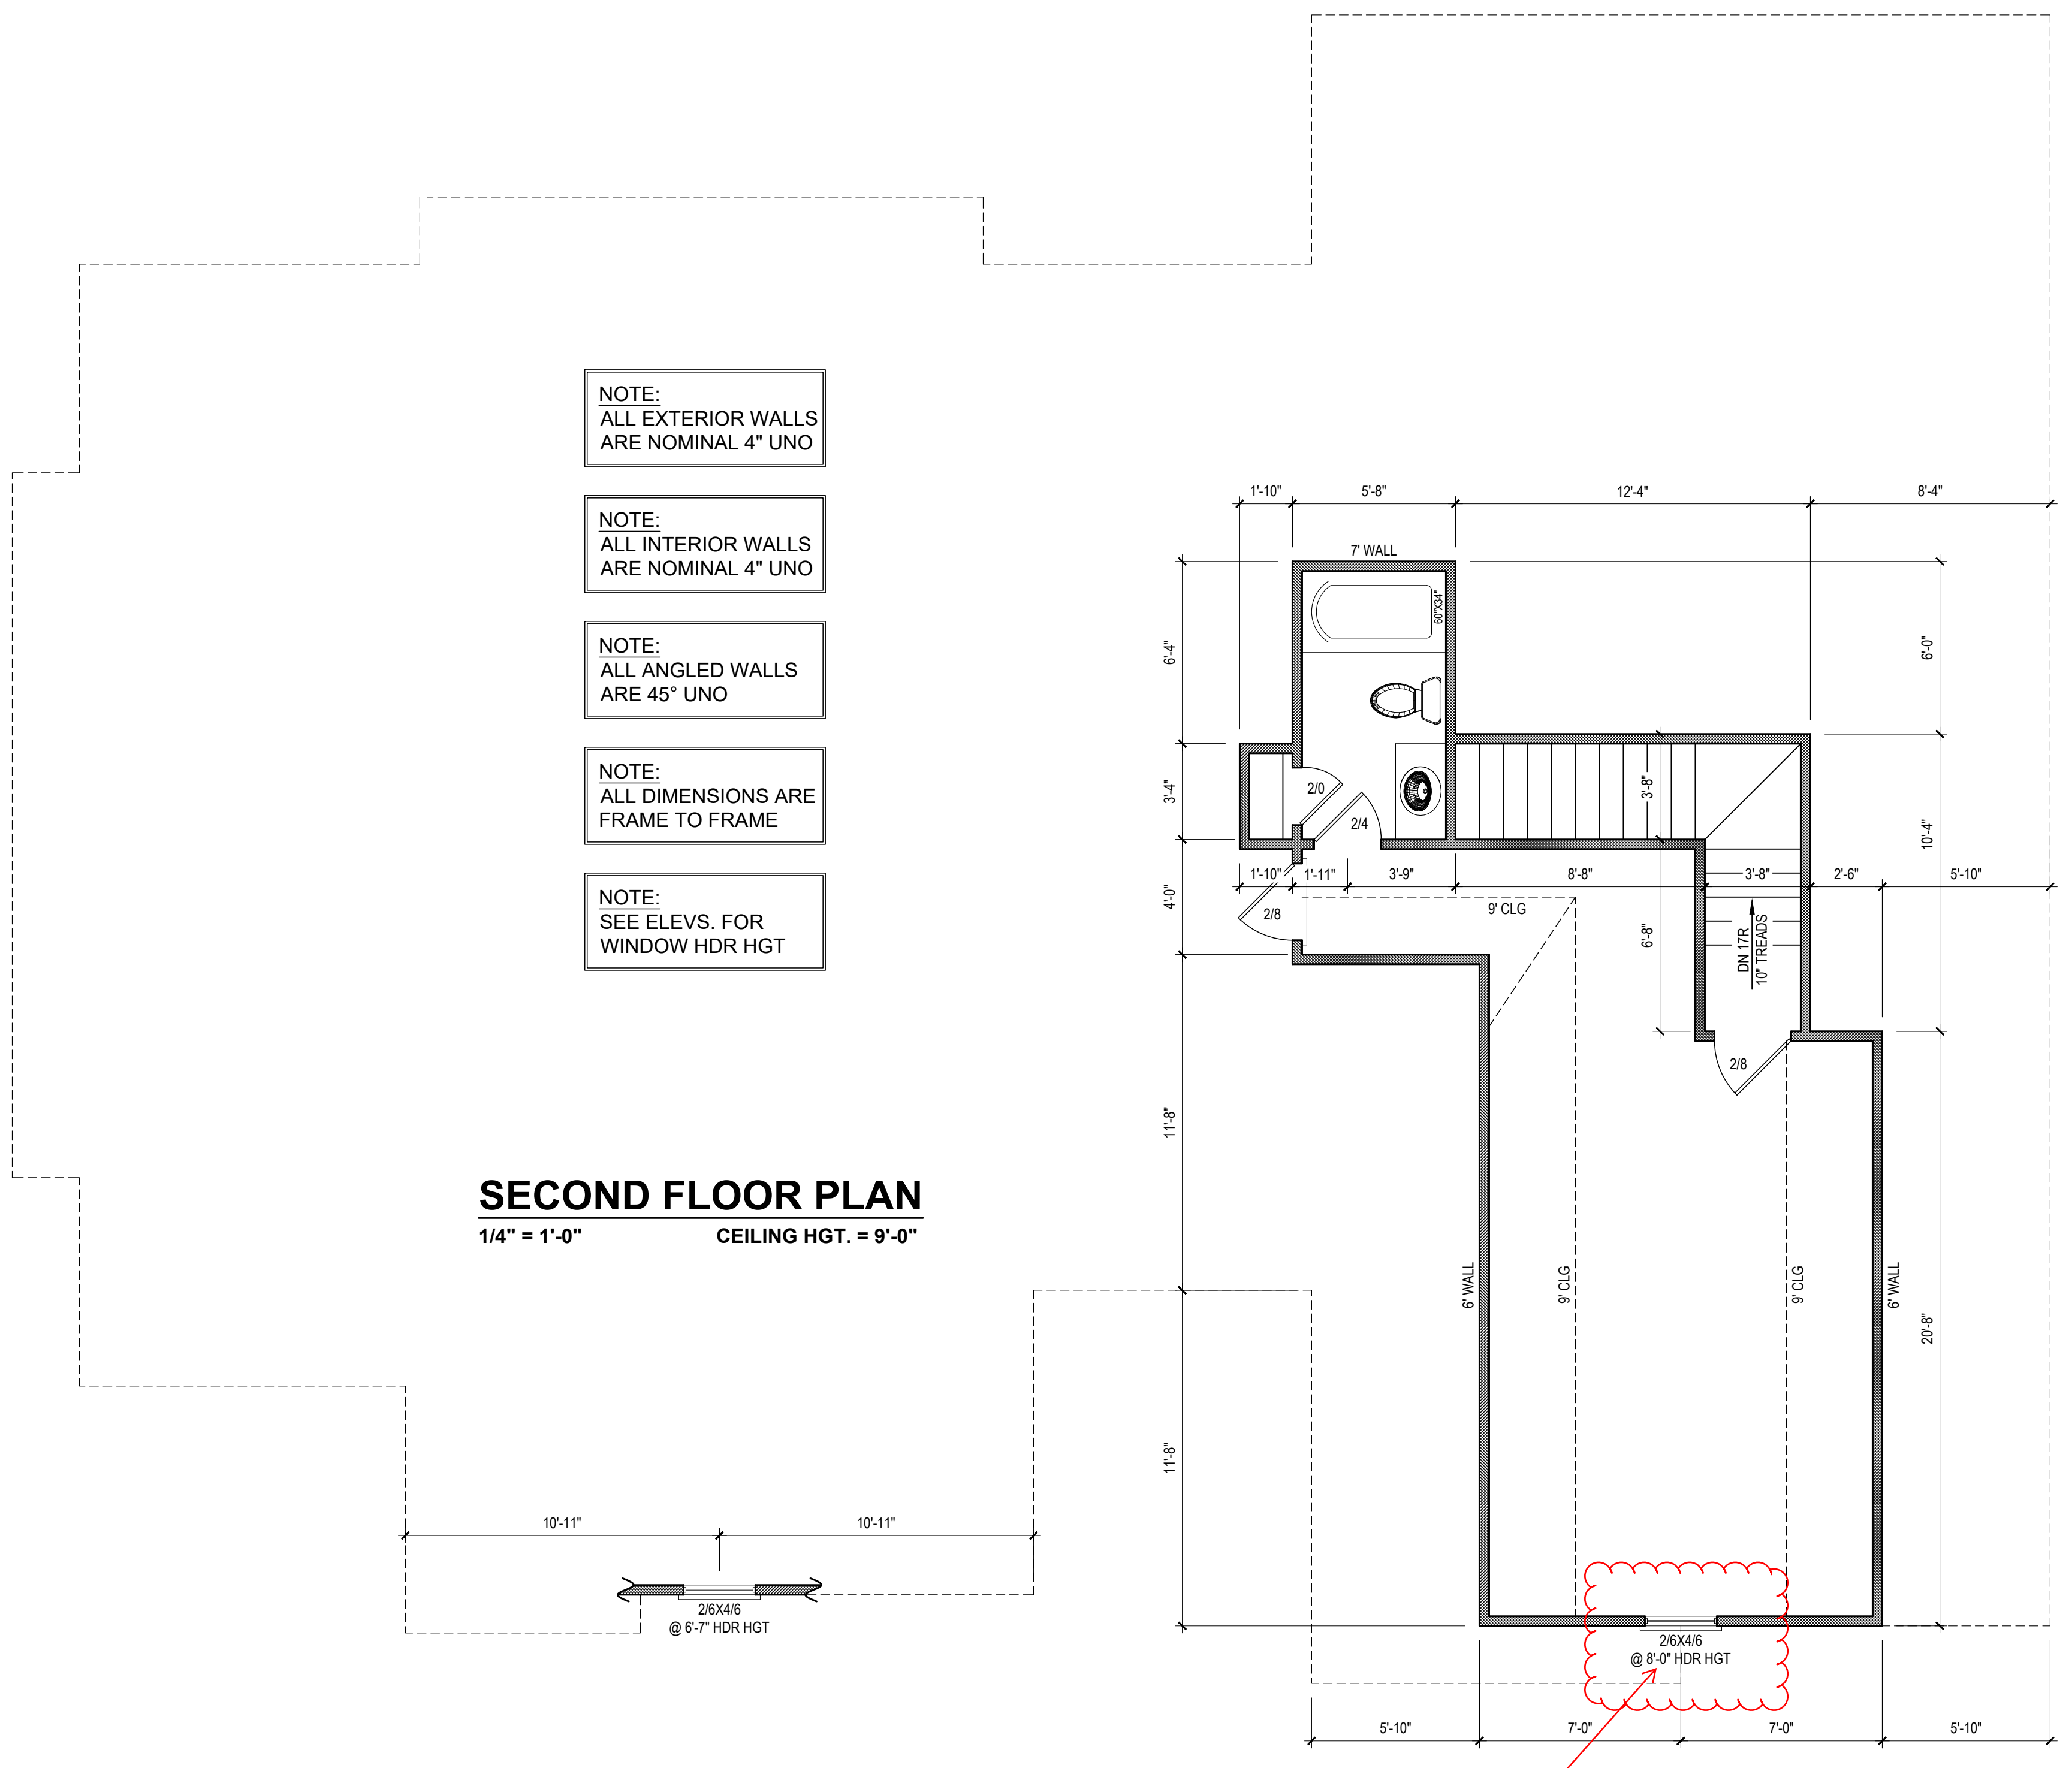 NOTE:
ALL EXTERIOR WALLS
ARE NOMINAL 4" UNO
NOTE:
ALL INTERIOR WALLS
ARE NOMINAL 4" UNO
NOTE:
ALL ANGLED WALLS
ARE 45° UNO
NOTE:
ALL DIMENSIONS ARE
FRAME TO FRAME
NOTE:
SEE ELEVS. FOR
WINDOW HDR HGT
SECOND FLOOR PLAN
1/4" = 1'-0" CEILING HGT. = 9'-0"
10'-11" 10'-11"
2/6X4/6
@ 6'-7" HDR HGT
1'-10" 5'-8" 12'-4" 8'-4"
7' WALL
60"X34"
6'-4"
6'-0"
3'-4"
2/0
2/4
3'-8"
10'-4"
1'-10" 1'-11" 3'-9" 8'-8" 3'-8" 2'-6" 5'-10"
4'-0"
2/8
9' CLG
6'-8"
DN 17R
10" TREADS
2/8
11'-8"
6' WALL
9' CLG
9' CLG
6' WALL
20'-8"
11'-8"
2/6X4/6
@ 8'-0" HDR HGT
5'-10" 7'-0" 7'-0" 5'-10"